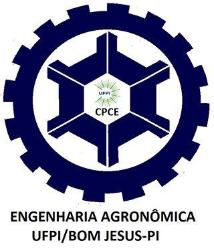 UFPI
CPCE
ENGENHARIA AGRONÔMICA
UFPI/BOM JESUS-PI